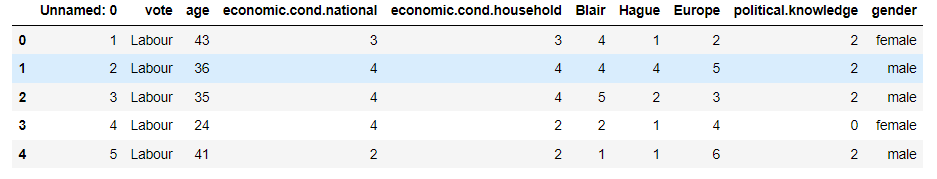 Unnamed: 0 vote age economic.cond.national economic.cond.household Blair Hague Europe political.knowledge gender
0 1 Labour 43 3 3 4 1 2 2 female
1 2 Labour 36 4 4 4 4 5 2 male
2 3 Labour 35 4 4 5 2 3 2 male
3 4 Labour 24 4 2 2 1 4 0 female
4 5 Labour 41 2 2 1 1 6 2 male